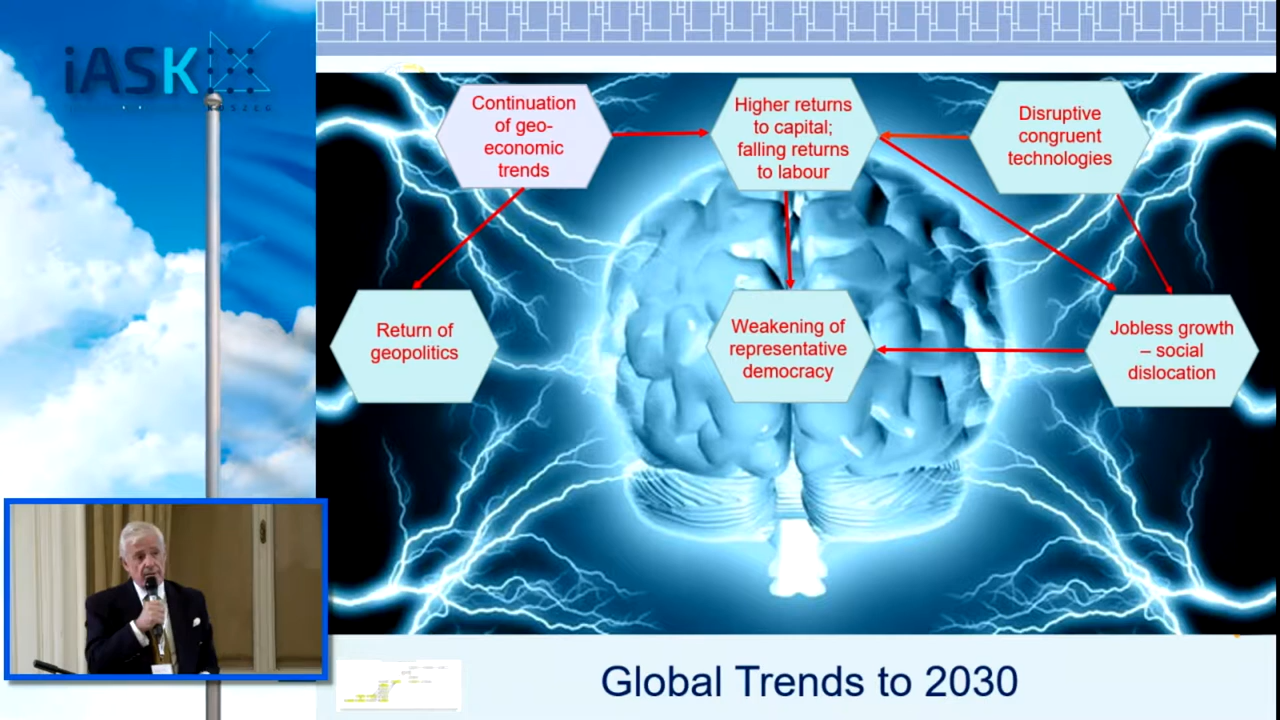 iASK
KOSZEG
Continuation
of geo-
economic
trends
Higher returns
to capital;
falling returns
to labour
Disruptive
congruent
technologies
Return of
geopolitics
Weakening of
representative
democracy
Jobless growth
– social
dislocation
Global Trends to 2030